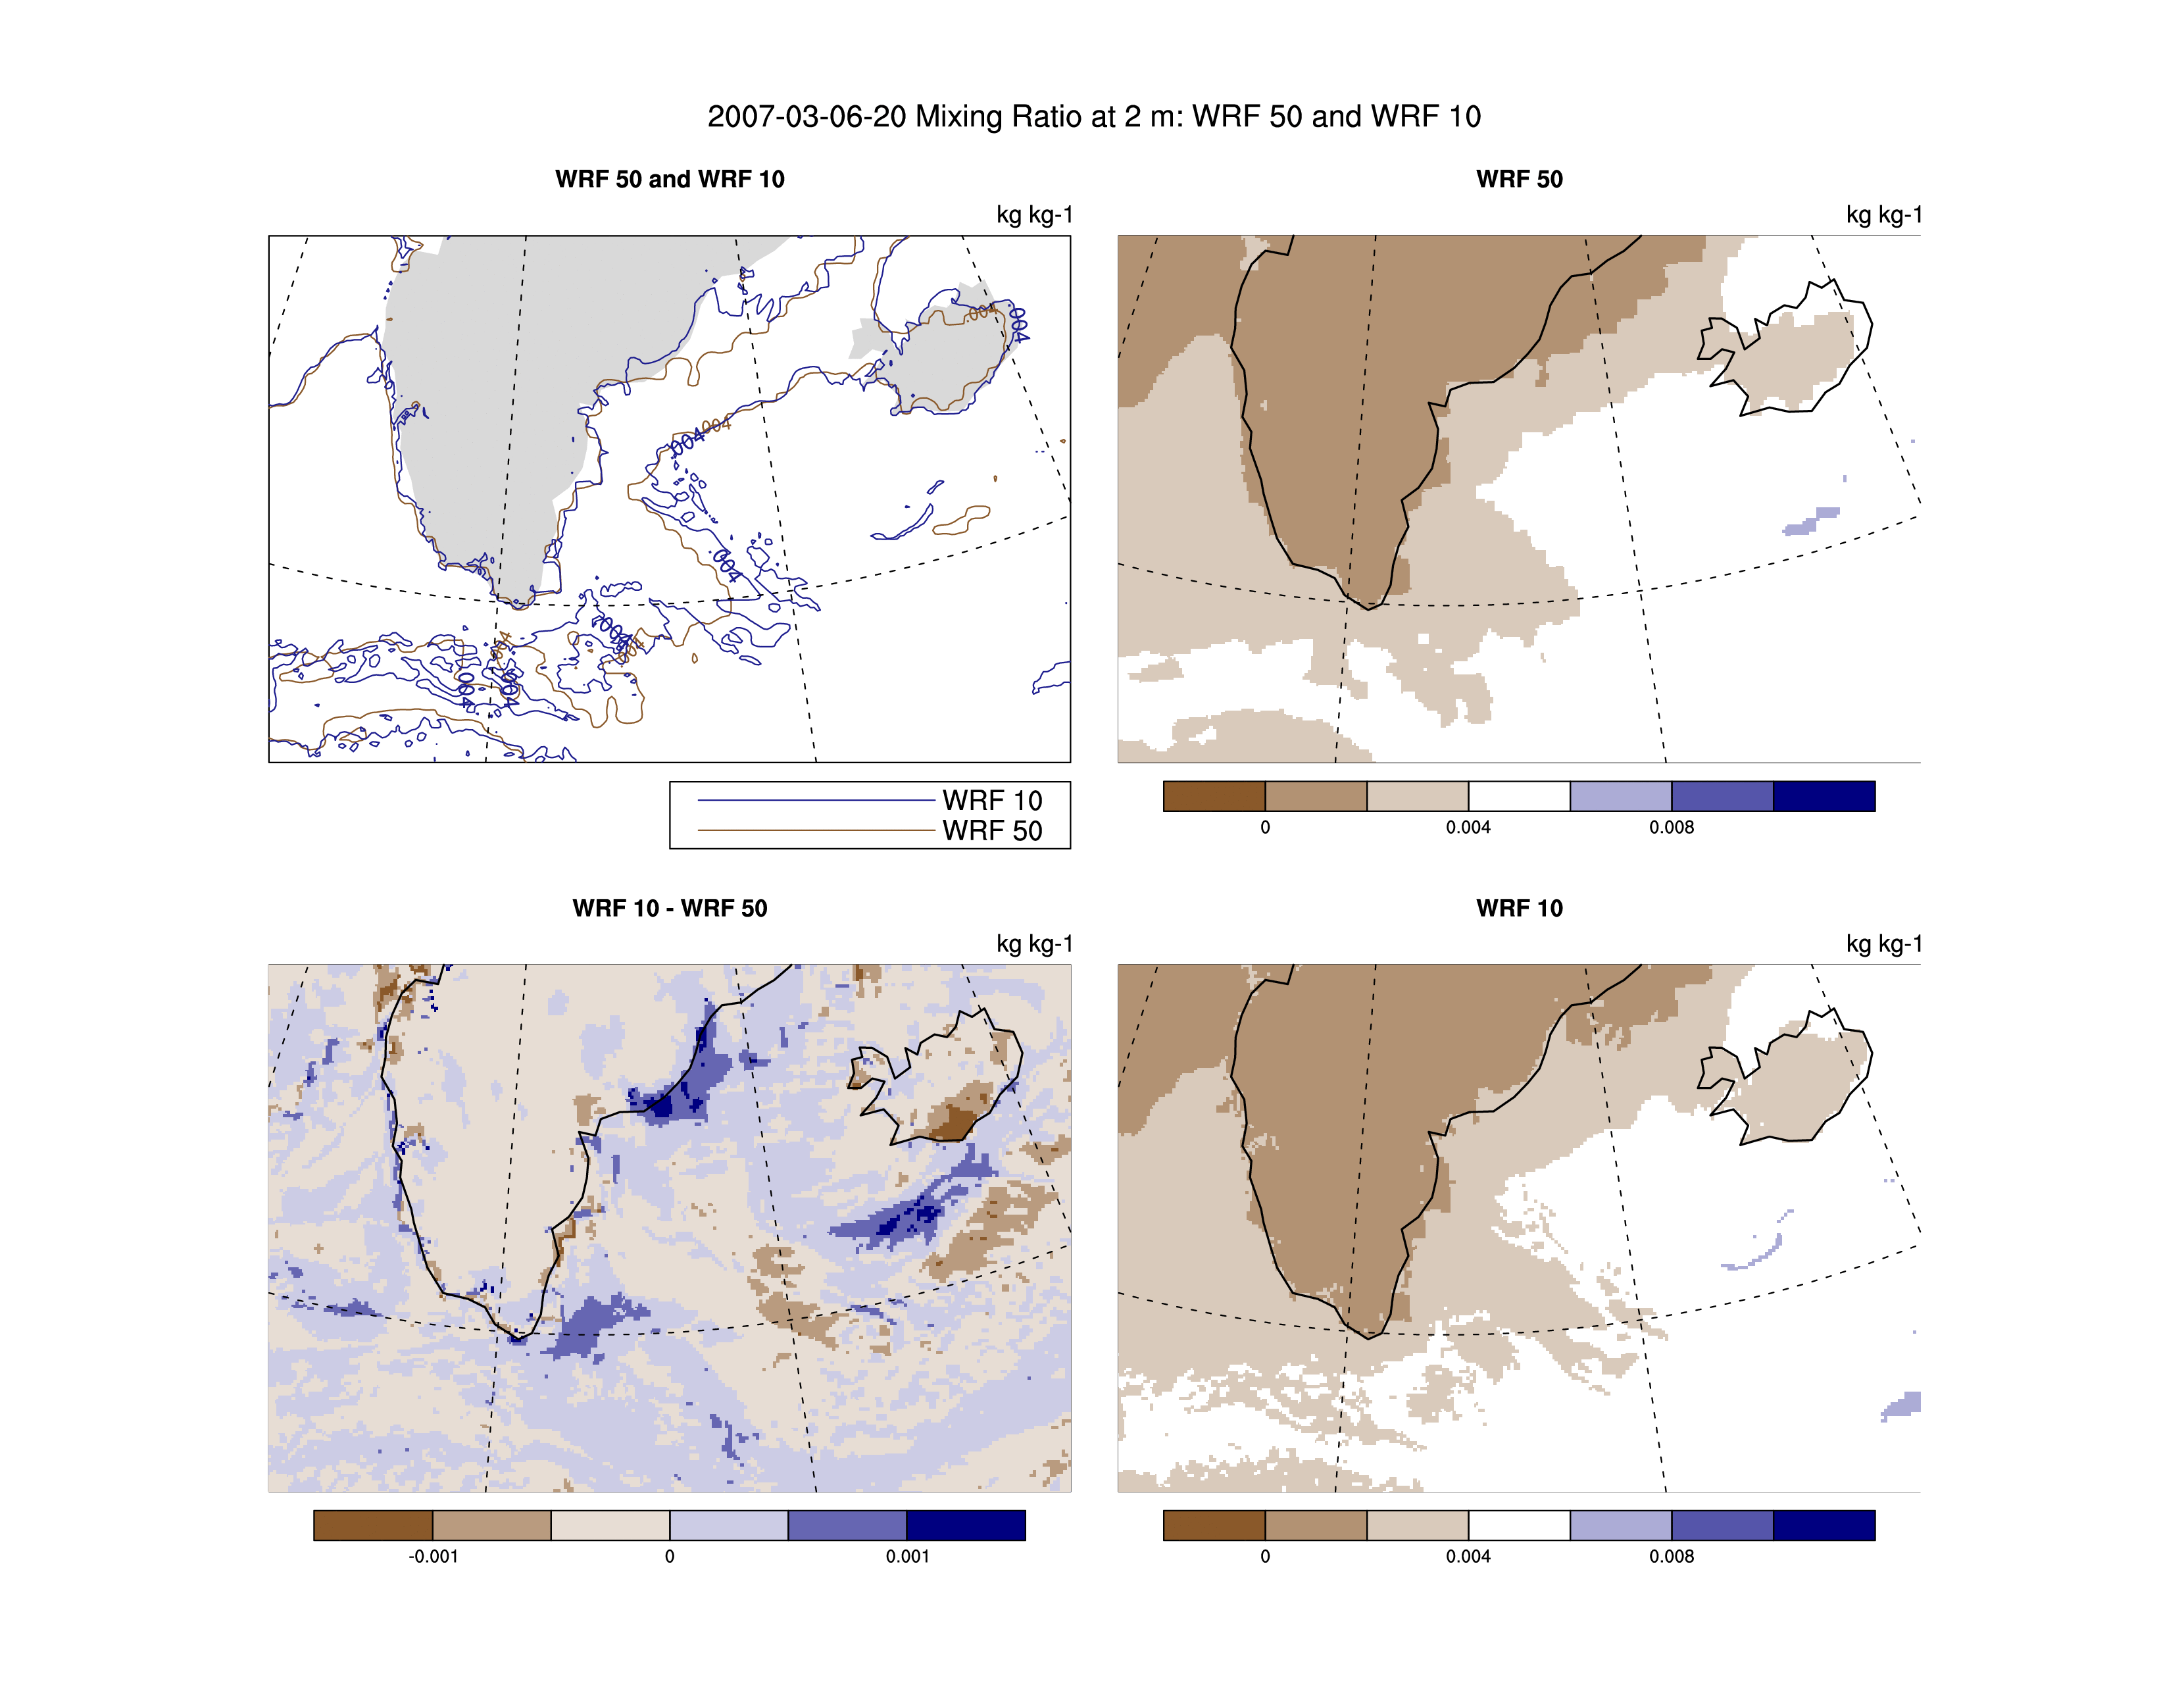 2007-03-06-20 Mixing Ratio at 2 m: WRF 50 and WRF 10
WRF 50 and WRF 10
kg kg-1
.004
.004
.004
.004
.004
.004
.004
WRF 10
WRF 50
WRF 50
kg kg-1
0 0.004 0.008
WRF 10 - WRF 50
kg kg-1
-0.001 0 0.001
WRF 10
kg kg-1
0 0.004 0.008